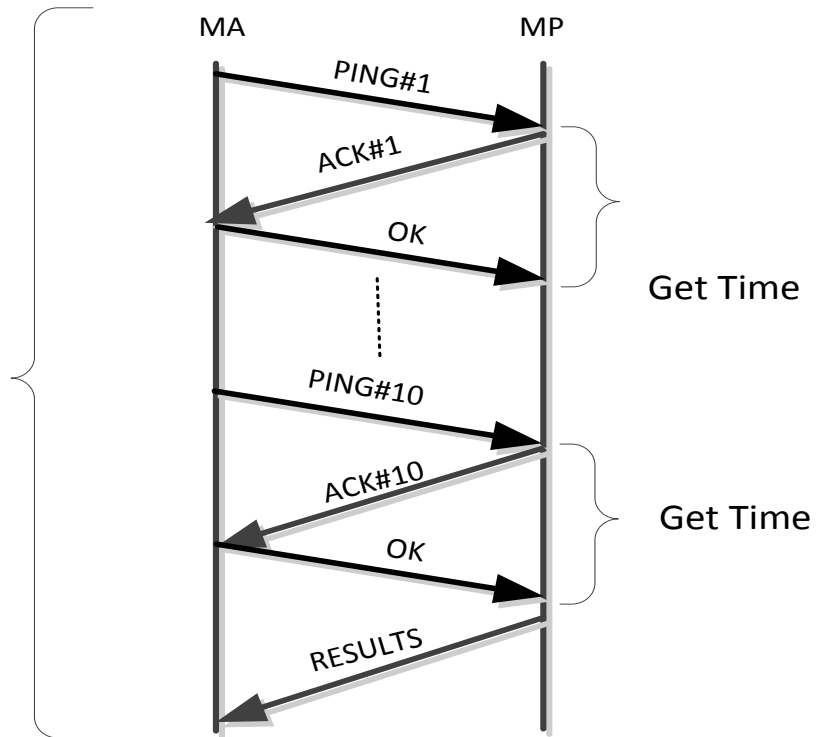 MA
MP
PING#1
ACK#1
OK
Get Time
PING#10
ACK#10
Get Time
OK
RESULTS